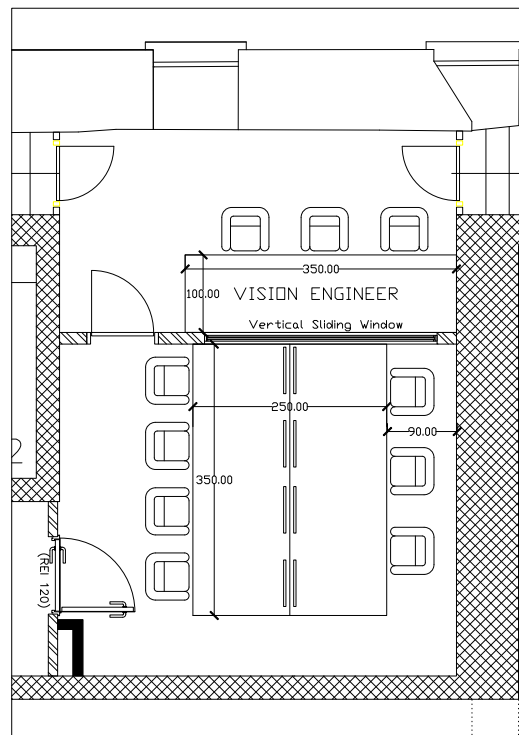 350.00
100.00
VISION ENGINEER
Vertical Sliding Window
250.00
90.00
2
350.00
(REI 120)